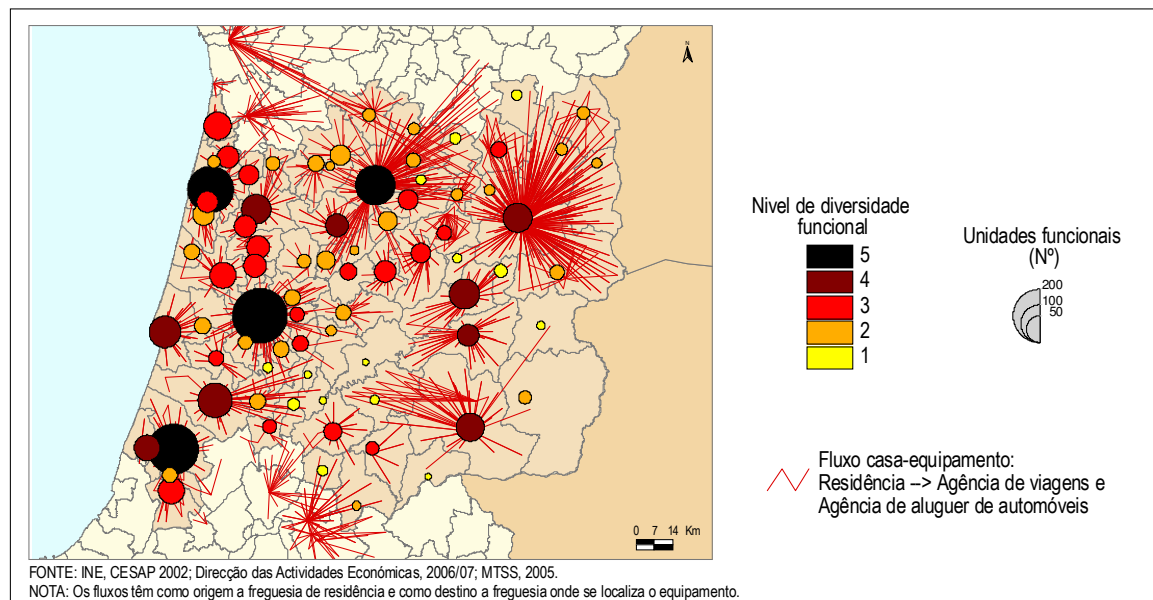 N
Nivel de diversidade
funcional
5
4
3
2
1
Unidades funcionais
(Nº)
200
100
50
Fluxo casa-equipamento:
Residência --> Agência de viagens e
Agência de aluguer de automóveis
0 7 14 Km
FONTE: INE, CESAP 2002; Direcção das Actividades Económicas, 2006/07; MTSS, 2005.
NOTA: Os fluxos têm como origem a freguesia de residência e como destino a freguesia onde se localiza o equipamento.